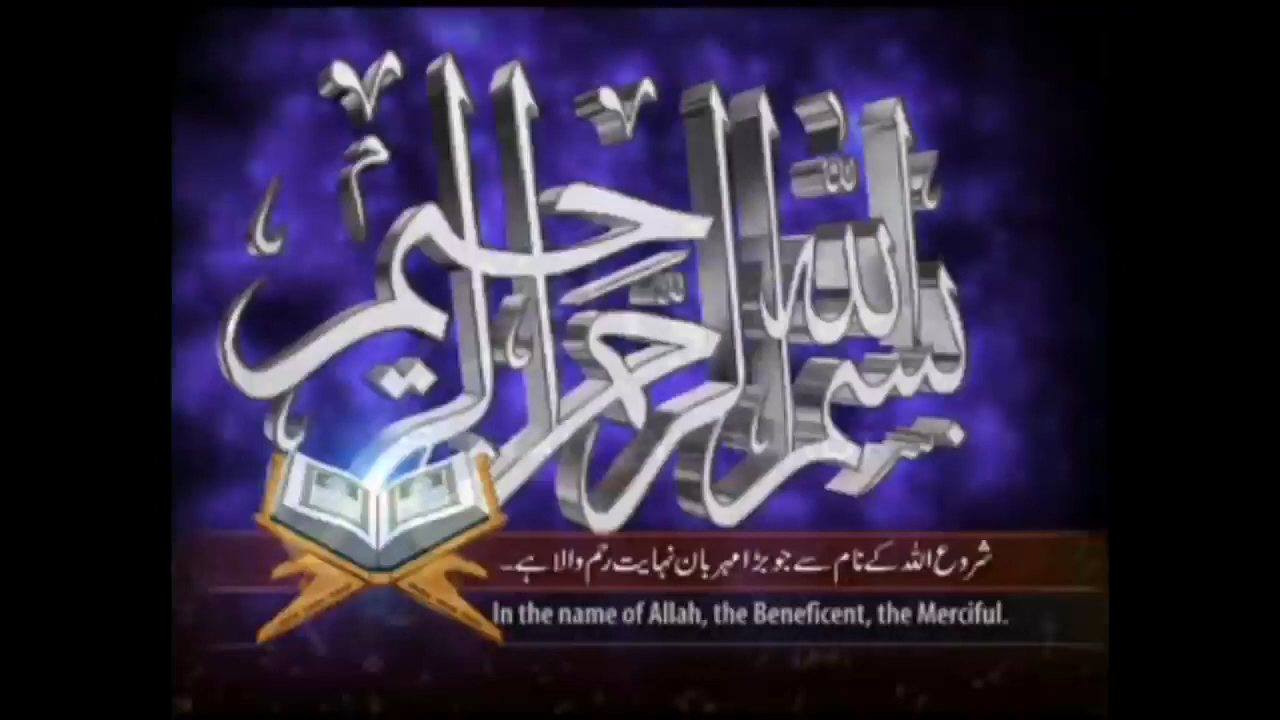 بسم الله الرحمن الرحيم
شروع اللہ کے نام سے جو بڑا مہربان نہایت رحم والا ہے۔
In the name of Allah, the Beneficent, the Merciful.